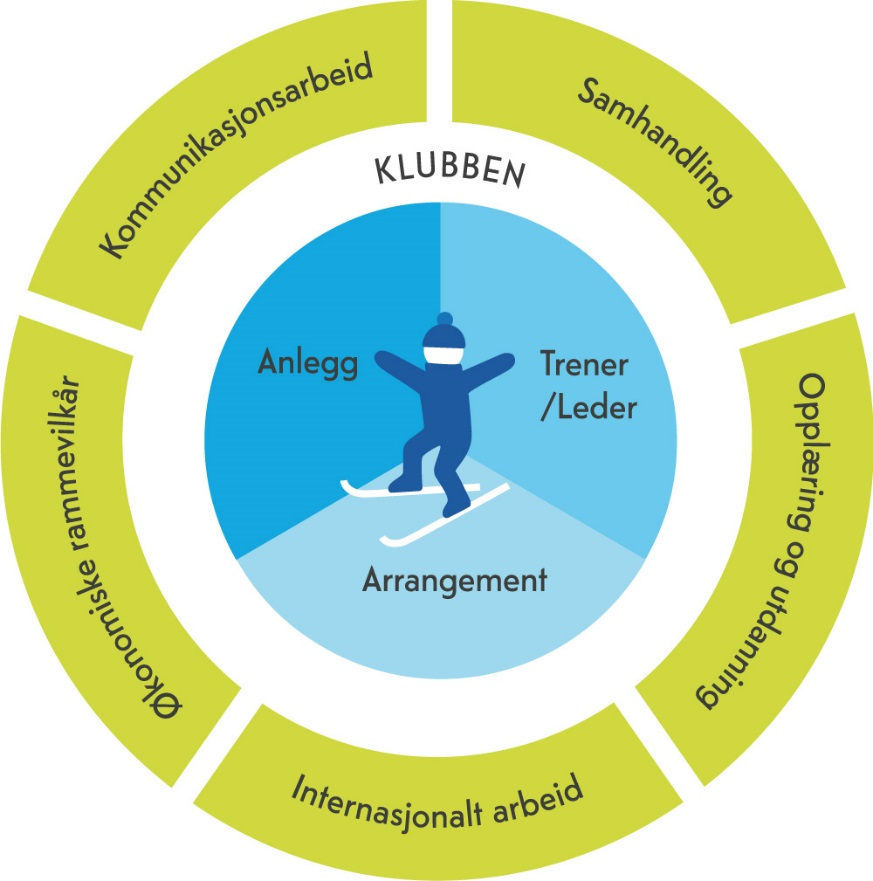 Kommunikasjonsarbeid
Samhandling
KLUBBEN
Anlegg
Trener
/Leder
Arrangement
Økonomiske rammevilkår
Opplæring og utdanning
Internasjonalt arbeid